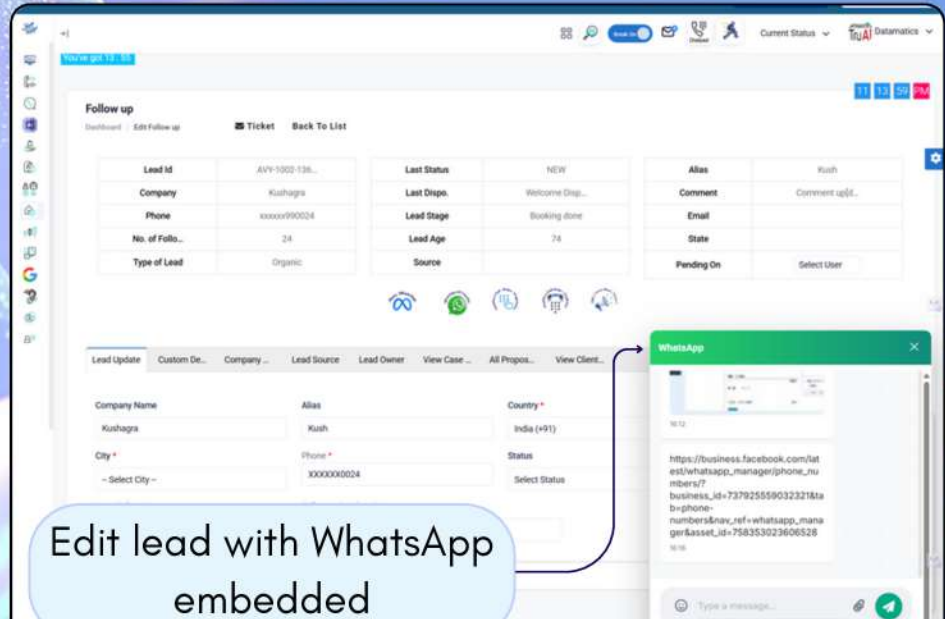 Current Status
TruAI Datamatics
You've got 13 : 55
11 13 59 PM
Follow up
Dashboard Edit Follow up
Ticket Back To List
Lead Id AVY-1002-136...
Company Kushagra
Phone xxxxxx990024
No. of Follo... 24
Type of Lead Organic
Last Status NEW
Last Dispo. Welcome Disp...
Lead Stage Booking done
Lead Age 74
Source
Alias Kush
Comment
Email
State
Pending On Select User
Lead Update Custom De... Company ... Lead Source Lead Owner View Case ... All Propos... View Client...
Company Name Alias Country *
Kushagra Kush India (+91)
City * Phone * Status
-- Select City -- XXXXXX0024 Select Status
WhatsApp
10:12
https://business.facebook.com/lat
est/whatsapp_manager/phone_nu
mbers/?
business_id=737925559032321&ta
b=phone-
numbers&nav_ref=whatsapp_mana
ger&asset_id=758353023606528
Type a message...
Edit lead with WhatsApp
embedded